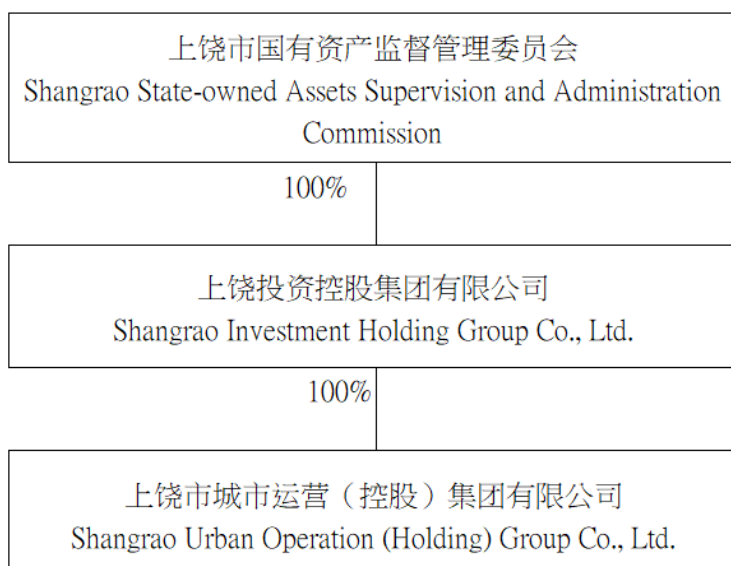 上饶市国有资产监督管理委员会
Shangrao State-owned Assets Supervision and Administration
Commission
100%
上饶投资控股集团有限公司
Shangrao Investment Holding Group Co., Ltd.
100%
上饶市城市运营（控股）集团有限公司
Shangrao Urban Operation (Holding) Group Co., Ltd.